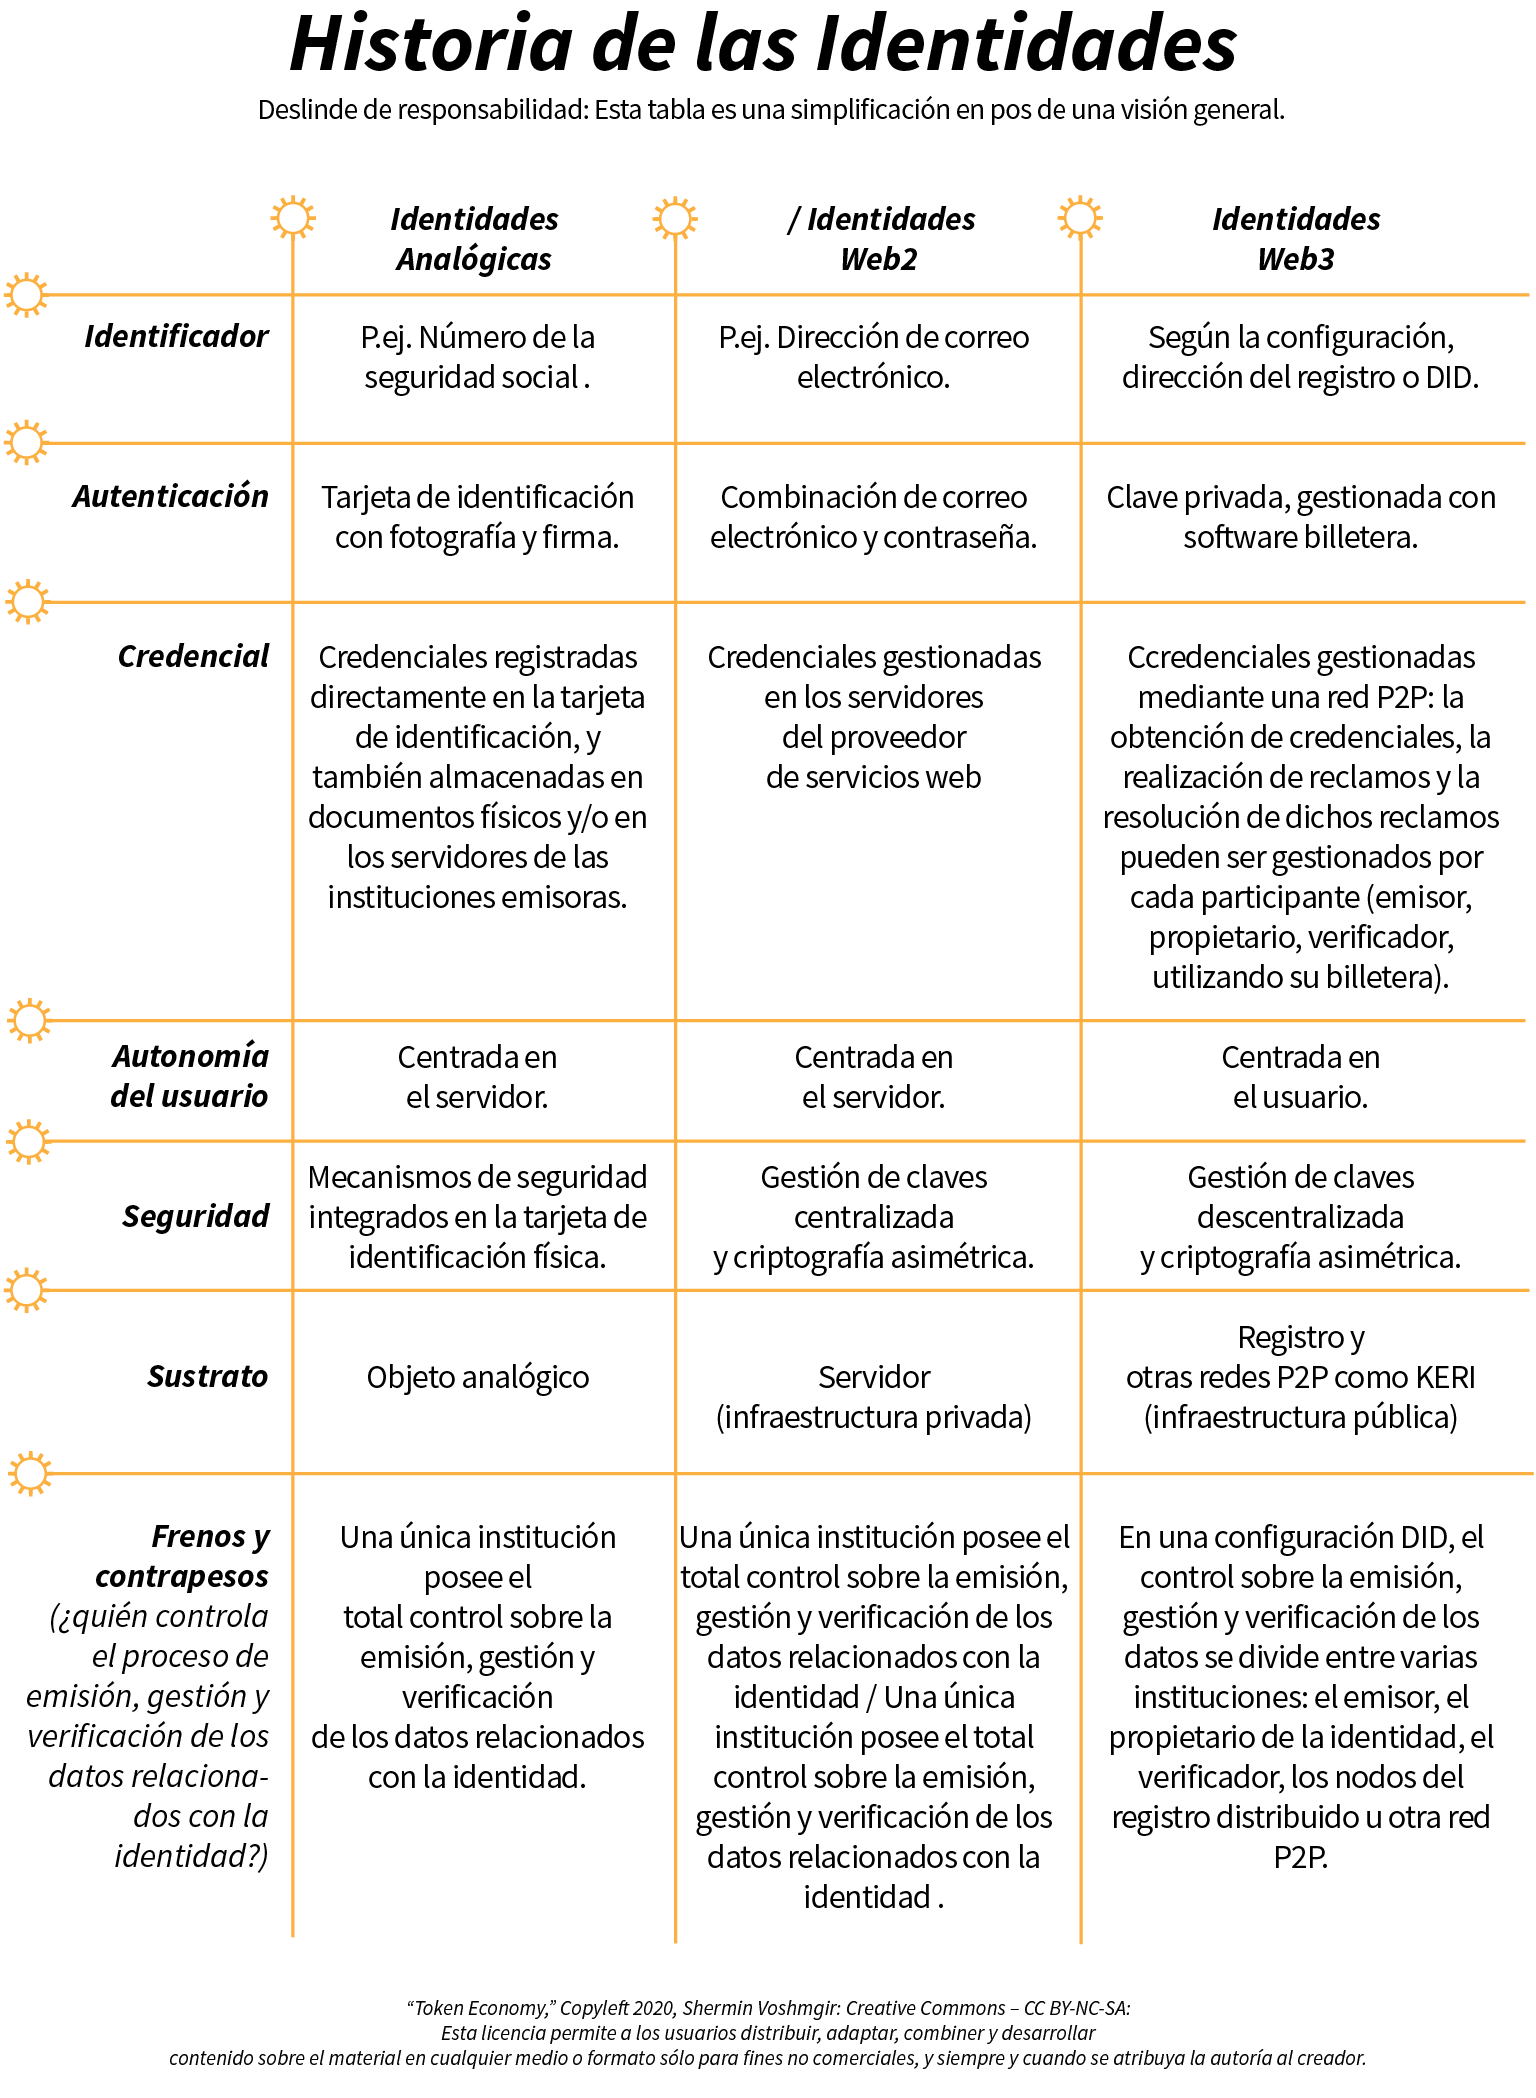 Historia de las Identidades
Deslinde de responsabilidad: Esta tabla es una simplificación en pos de una visión general.
Identidades
Analógicas
/ Identidades
Web2
Identidades
Web3
Identificador
P.ej. Número de la
seguridad social .
P.ej. Dirección de correo
electrónico.
Según la configuración,
dirección del registro o DID.
Autenticación
Tarjeta de identificación
con fotografía y firma.
Combinación de correo
electrónico y contraseña.
Clave privada, gestionada con
software billetera.
Credencial
Credenciales registradas
directamente en la tarjeta
de identificación, y
también almacenadas en
documentos físicos y/o en
los servidores de las
instituciones emisoras.
Credenciales gestionadas
en los servidores
del proveedor
de servicios web
Ccredenciales gestionadas
mediante una red P2P: la
obtención de credenciales, la
realización de reclamos y la
resolución de dichos reclamos
pueden ser gestionados por
cada participante (emisor,
propietario, verificador,
utilizando su billetera).
Autonomía
del usuario
Centrada en
el servidor.
Centrada en
el servidor.
Centrada en
el usuario.
Seguridad
Mecanismos de seguridad
integrados en la tarjeta de
identificación física.
Gestión de claves
centralizada
y criptografía asimétrica.
Gestión de claves
descentralizada
y criptografía asimétrica.
Sustrato
Objeto analógico
Servidor
(infraestructura privada)
Registro y
otras redes P2P como KERI
(infraestructura pública)
Frenos y
contrapesos
(¿quién controla
el proceso de
emisión, gestión y
verificación de los
datos relaciona-
dos con la
identidad?)
Una única institución
posee el
total control sobre la
emisión, gestión y
verificación
de los datos relacionados
con la identidad.
Una única institución posee el
total control sobre la emisión,
gestión y verificación de los
datos relacionados con la
identidad / Una única
institución posee el total
control sobre la emisión,
gestión y verificación de los
datos relacionados con la
identidad .
En una configuración DID, el
control sobre la emisión,
gestión y verificación de los
datos se divide entre varias
instituciones: el emisor, el
propietario de la identidad, el
verificador, los nodos del
registro distribuido u otra red
P2P.
“Token Economy,” Copyleft 2020, Shermin Voshmgir: Creative Commons – CC BY-NC-SA:
Esta licencia permite a los usuarios distribuir, adaptar, combiner y desarrollar
contenido sobre el material en cualquier medio o formato sólo para fines no comerciales, y siempre y cuando se atribuya la autoría al creador.